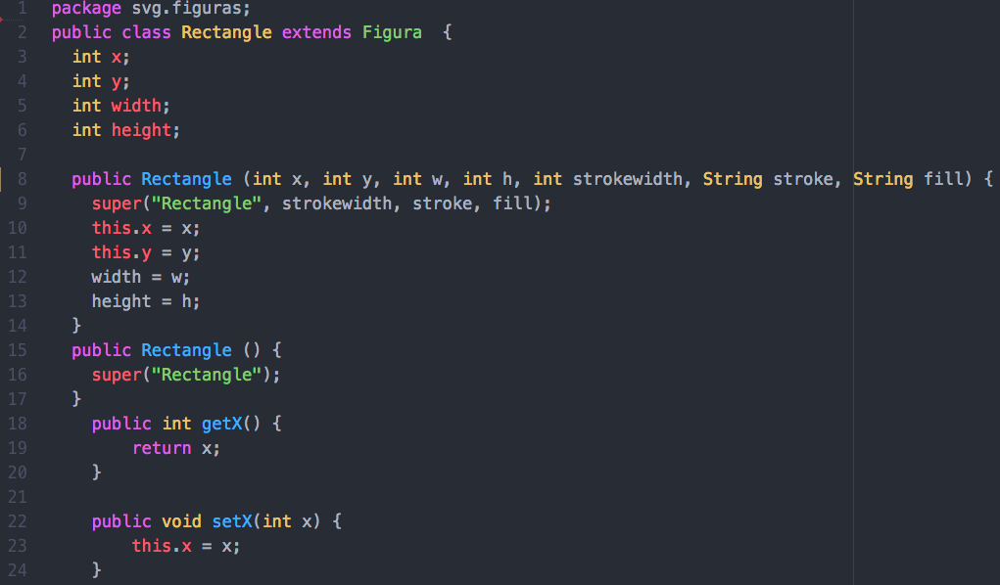 1 package svg.figuras;
2 public class Rectangle extends Figura  {
3   int x;
4   int y;
5   int width;
6   int height;
7
8   public Rectangle (int x, int y, int w, int h, int strokewidth, String stroke, String fill) {
9     super("Rectangle", strokewidth, stroke, fill);
10     this.x = x;
11     this.y = y;
12     width = w;
13     height = h;
14   }
15   public Rectangle () {
16     super("Rectangle");
17   }
18     public int getX() {
19         return x;
20     }
21
22     public void setX(int x) {
23         this.x = x;
24     }